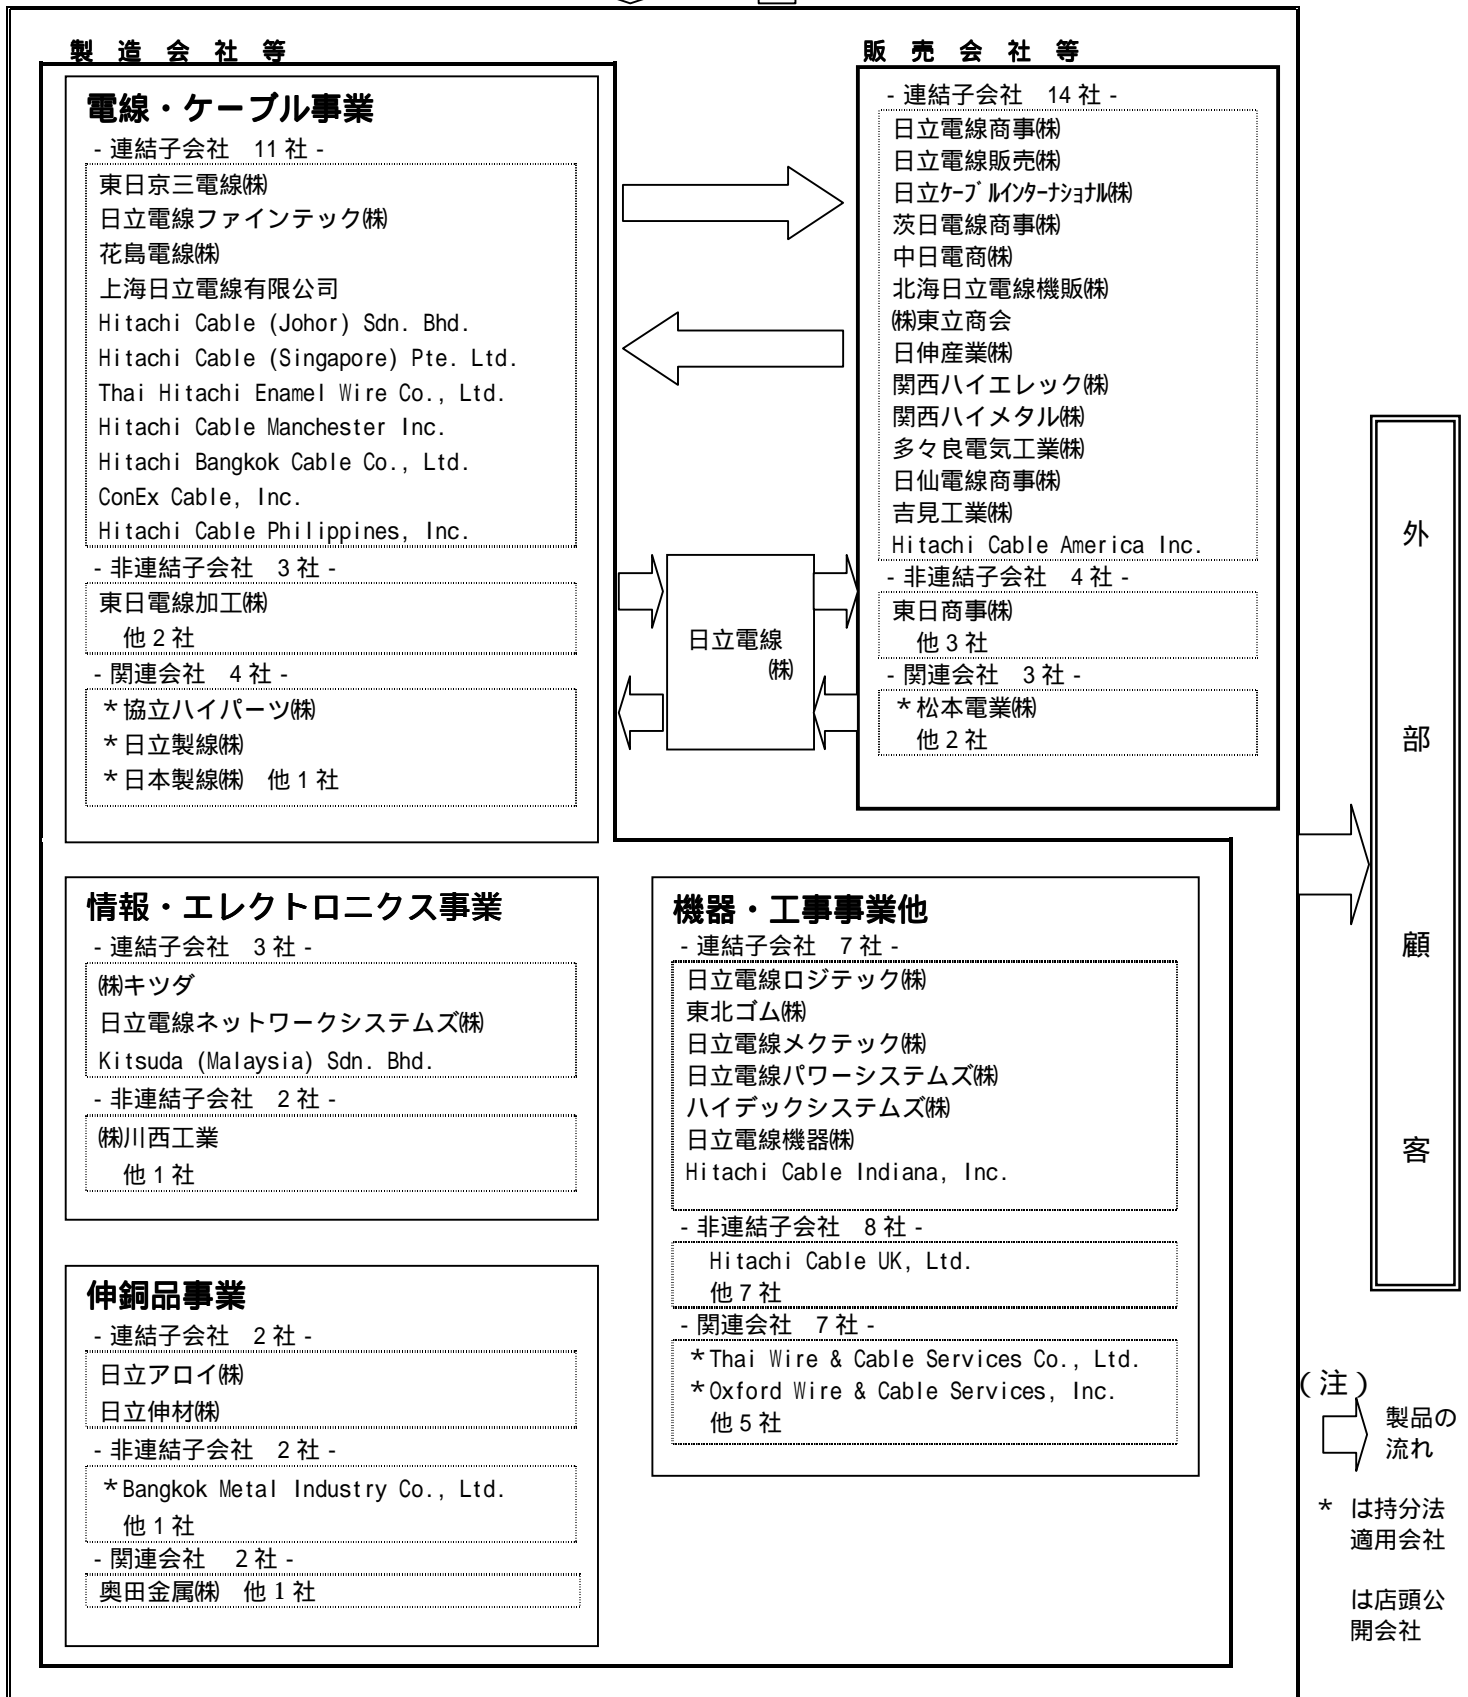 製造会社等
電線・ケーブル事業
- 連結子会社 11社 -
東日京三電線㈱
日立電線ファインテック㈱
花島電線㈱
上海日立電線有限公司
Hitachi Cable (Johor) Sdn. Bhd.
Hitachi Cable (Singapore) Pte. Ltd.
Thai Hitachi Enamel Wire Co., Ltd.
Hitachi Cable Manchester Inc.
Hitachi Bangkok Cable Co., Ltd.
ConEx Cable, Inc.
Hitachi Cable Philippines, Inc.
- 非連結子会社 3社 -
東日電線加工㈱
他2社
- 関連会社 4社 -
*協立ハイパーツ㈱
*日立製線㈱
*日本製線㈱ 他1社
日立電線
㈱
販売会社等
- 連結子会社 14社 -
日立電線商事㈱
日立電線販売㈱
日立ｹｰﾌﾞﾙｲﾝﾀｰﾅｼｮﾅﾙ㈱
茨日電線商事㈱
中日電商㈱
北海日立電線機販㈱
㈱東立商会
日伸産業㈱
関西ハイエレック㈱
関西ハイメタル㈱
多々良電気工業㈱
日仙電線商事㈱
吉見工業㈱
Hitachi Cable America Inc.
- 非連結子会社 4社 -
東日商事㈱
他3社
- 関連会社 3社 -
*松本電業㈱
他2社
情報・エレクトロニクス事業
- 連結子会社 3社 -
㈱キツダ
日立電線ネットワークシステムズ㈱
Kitsuda (Malaysia) Sdn. Bhd.
- 非連結子会社 2社 -
㈱川西工業
他1社
伸銅品事業
- 連結子会社 2社 -
日立アロイ㈱
日立伸材㈱
- 非連結子会社 2社 -
*Bangkok Metal Industry Co., Ltd.
他1社
- 関連会社 2社 -
奥田金属㈱ 他1社
機器・工事事業他
- 連結子会社 7社 -
日立電線ロジテック㈱
東北ゴム㈱
日立電線メクテック㈱
日立電線パワーシステムズ㈱
ハイデックシステムズ㈱
日立電線機器㈱
Hitachi Cable Indiana, Inc.
- 非連結子会社 8社 -
Hitachi Cable UK, Ltd.
他7社
- 関連会社 7社 -
*Thai Wire & Cable Services Co., Ltd.
*Oxford Wire & Cable Services, Inc.
他5社
外部顧客
(注)
製品の
流れ
* は持分法
適用会社
は店頭公
開会社